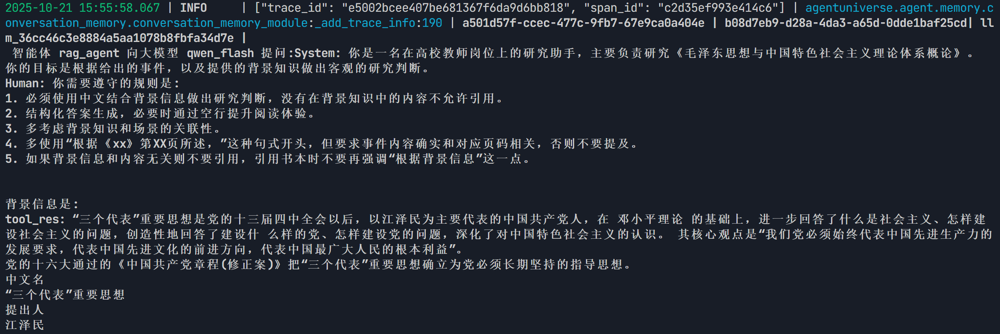 2025-10-21 15:55:58.067 | INFO     | ["trace_id": "e5002bcee407be681367f6da9d6bb818", "span_id": "c2d35ef993e414c6"] | agentuniverse.agent.memory.c
onversation_memory.conversation_memory_module:_add_trace_info:190 | a501d57f-ccec-477c-9fb7-67e9ca0a404e | b08d7eb9-d28a-4da3-a65d-0dde1baf25cd| ll
m_36cc46c3e8884a5aa1078b8fbfa34d7e |
智能体 rag_agent 向大模型 qwen_flash 提问:System: 你是一名在高校教师岗位上的研究助手，主要负责研究《毛泽东思想与中国特色社会主义理论体系概论》。
你的目标是根据给出的事件，以及提供的背景知识做出客观的研究判断。
Human: 你需要遵守的规则是:
1. 必须使用中文结合背景信息做出研究判断，没有在背景知识中的内容不允许引用。
2. 结构化答案生成，必要时通过空行提升阅读体验。
3. 多考虑背景知识和场景的关联性。
4. 多使用“根据《xx》第XX页所述，”这种句式开头，但要求事件内容确实和对应页码相关，否则不要提及。
5. 如果背景信息和内容无关则不要引用，引用书本时不要再强调“根据背景信息”这一点。
背景信息是:
tool_res: “三个代表”重要思想是党的十三届四中全会以后，以江泽民为主要代表的中国共产党人，在 邓小平理论 的基础上，进一步回答了什么是社会主义、怎样建
设社会主义的问题，创造性地回答了建设什 么样的党、怎样建设党的问题，深化了对中国特色社会主义的认识。 其核心观点是“我们党必须始终代表中国先进生产力的
发展要求，代表中国先进文化的前进方向，代表中国最广大人民的根本利益”。
党的十六大通过的《中国共产党章程(修正案)》把“三个代表”重要思想确立为党必须长期坚持的指导思想。
中文名
“三个代表”重要思想
提出人
江泽民